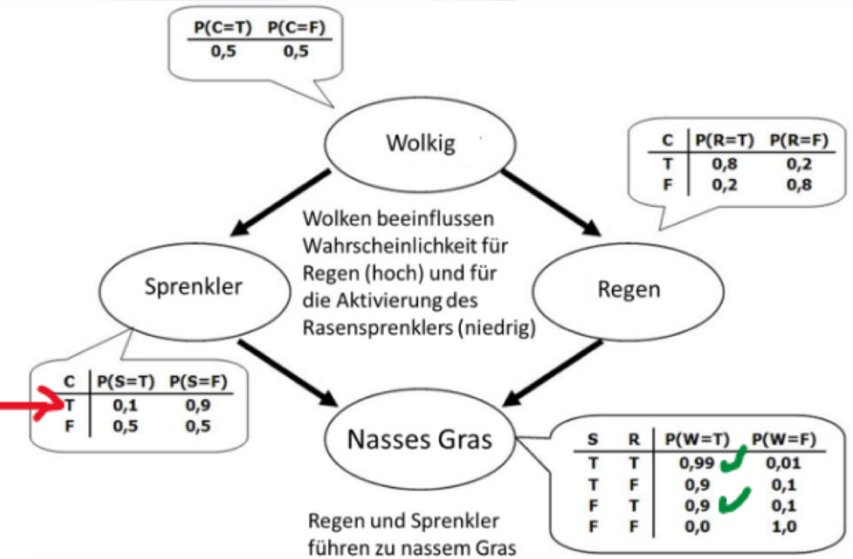 P(C=T) P(C=F)
0,5 0,5
Wolkig
C P(R=T) P(R=F)
T 0,8 0,2
F 0,2 0,8
Wolken beeinflussen
Wahrscheinlichkeit für
Regen (hoch) und für
die Aktivierung des
Rasensprenklers (niedrig)
Sprenkler
Regen
C P(S=T) P(S=F)
T 0,1 0,9
F 0,5 0,5
Nasses Gras
S R P(W=T) P(W=F)
T T 0,99 0,01
T F 0,9 0,1
F T 0,9 0,1
F F 0,0 1,0
Regen und Sprenkler
führen zu nassem Gras